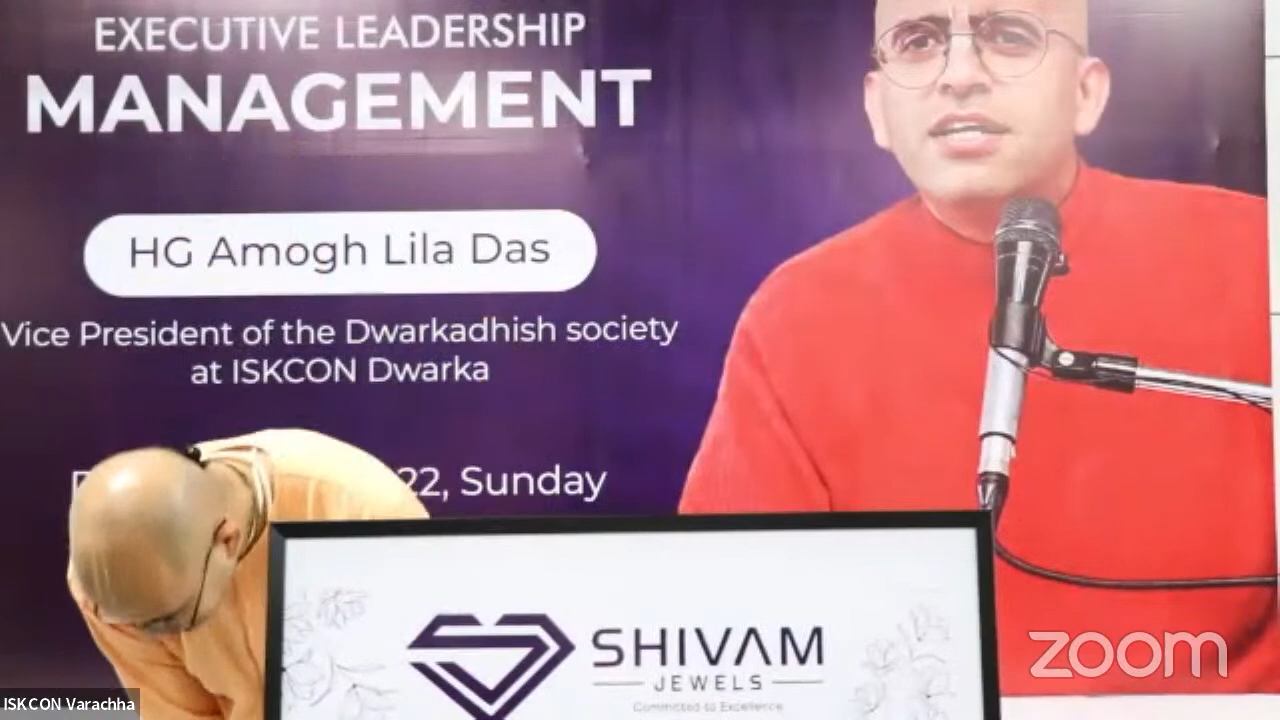 EXECUTIVE LEADERSHIP
MANAGEMENT
HG Amogh Lila Das
Vice President of the Dwarkadhish society
at ISKCON Dwarka
22, Sunday
SHIVAM
JEWELS
Committed to Excellence
zoom
ISKCON Varachha